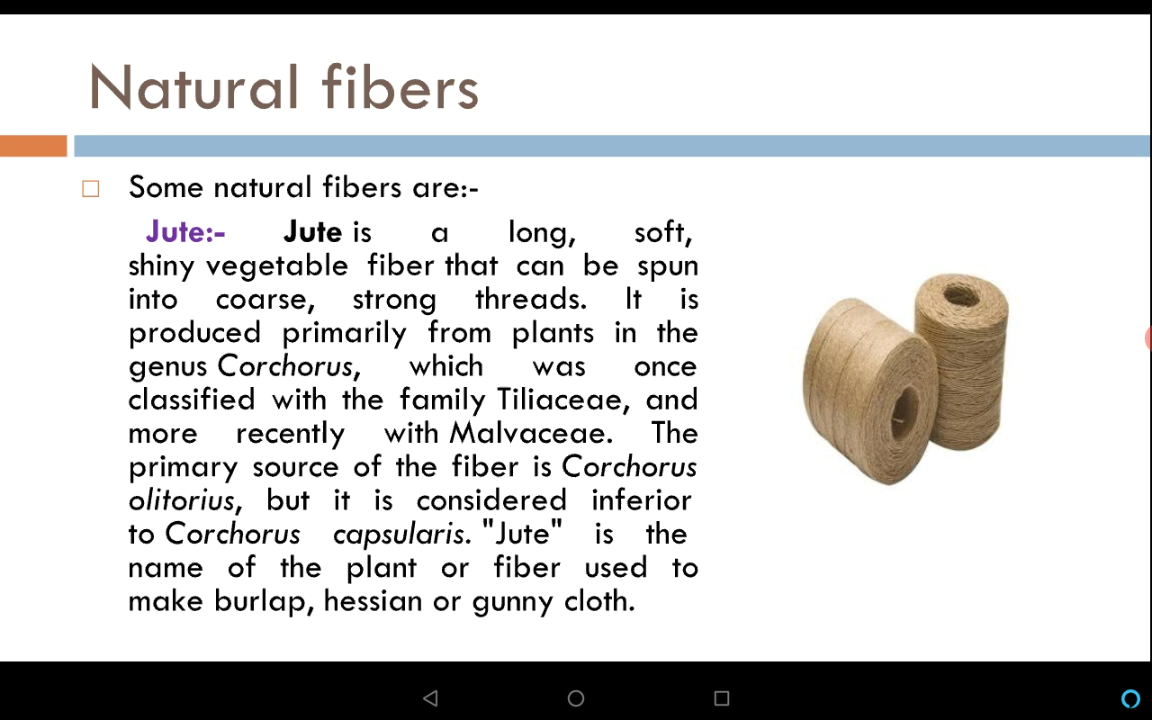 Natural fibers
Some natural fibers are:-
Jute:- Jute is a long, soft,
shiny vegetable fiber that can be spun
into coarse, strong threads. It is
produced primarily from plants in the
genus Corchorus, which was once
classified with the family Tiliaceae, and
more recently with Malvaceae. The
primary source of the fiber is Corchorus
olitorius, but it is considered inferior
to Corchorus capsularis. "Jute" is the
name of the plant or fiber used to
make burlap, hessian or gunny cloth.